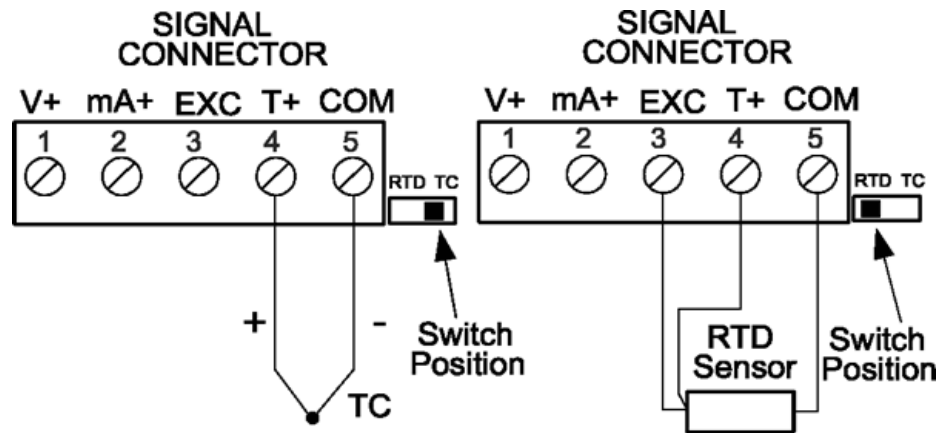 SIGNAL
CONNECTOR
V+ mA+ EXC T+ COM
1 2 3 4 5
RTD TC
+ -
Switch
Position
TC
SIGNAL
CONNECTOR
V+ mA+ EXC T+ COM
1 2 3 4 5
RTD TC
RTD
Sensor
Switch
Position